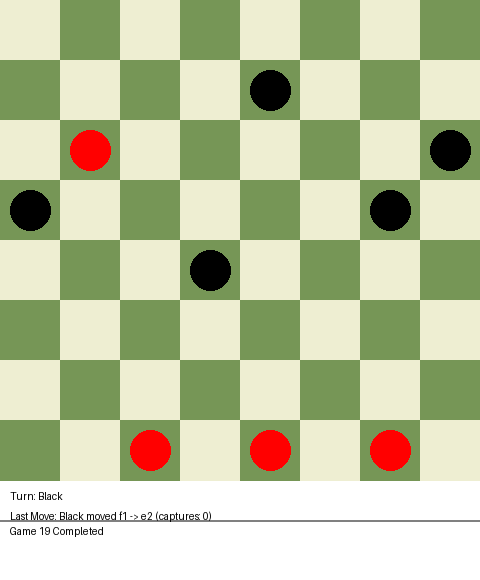 Turn: Black
Last Move: Black moved f1 -> e2 (captures: 0)
Game 19 Completed